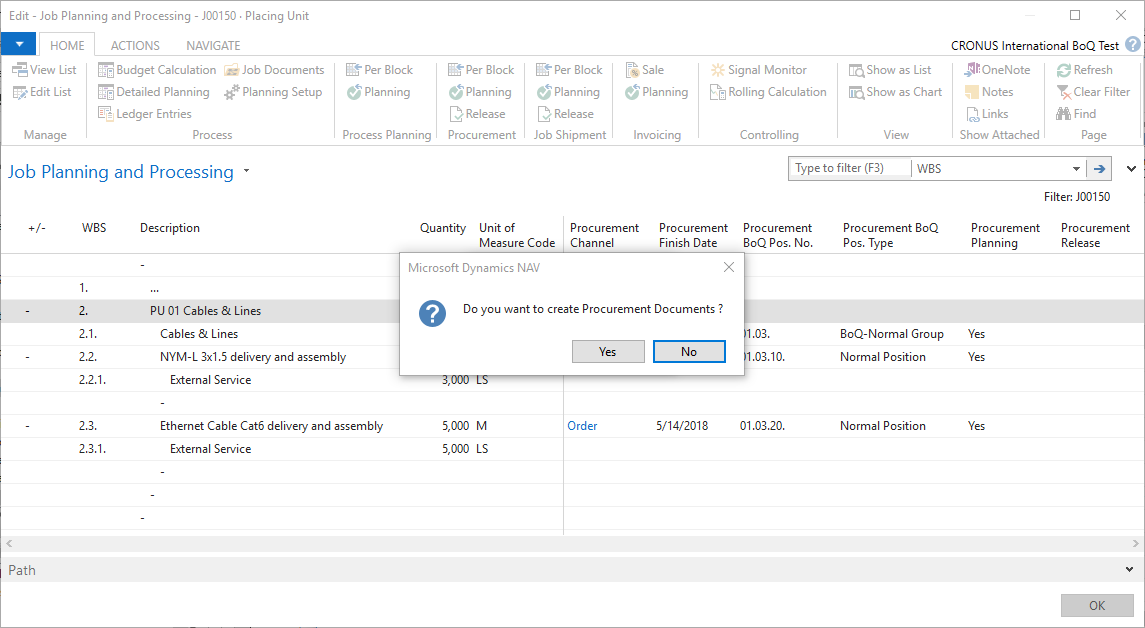 Edit - Job Planning and Processing - J00150 · Placing Unit
HOME ACTIONS NAVIGATE CRONUS International BoQ Test ?
View List Budget Calculation Job Documents Per Block Per Block Per Block Sale Signal Monitor Show as List OneNote Refresh
Edit List Detailed Planning Planning Setup Planning Planning Planning Planning Rolling Calculation Show as Chart Notes Clear Filter
Ledger Entries Release Release Links Find
Manage Process Process Planning Procurement Job Shipment Invoicing Controlling View Show Attached Page
Job Planning and Processing Type to filter (F3) WBS
Filter: J00150
+/- WBS Description Quantity Unit of Measure Code Procurement Channel Procurement Finish Date Procurement BoQ Pos. No. Procurement BoQ Pos. Type Procurement Planning Procurement Release
-
1. ...
- 2. PU 01 Cables & Lines
2.1. Cables & Lines 01.03. BoQ-Normal Group Yes
- 2.2. NYM-L 3x1.5 delivery and assembly 01.03.10. Normal Position Yes
2.2.1. External Service 3,000 LS
-
- 2.3. Ethernet Cable Cat6 delivery and assembly 5,000 M Order 5/14/2018 01.03.20. Normal Position Yes
2.3.1. External Service 5,000 LS
-
-
-
Microsoft Dynamics NAV
? Do you want to create Procurement Documents ?
Yes No
Path
OK